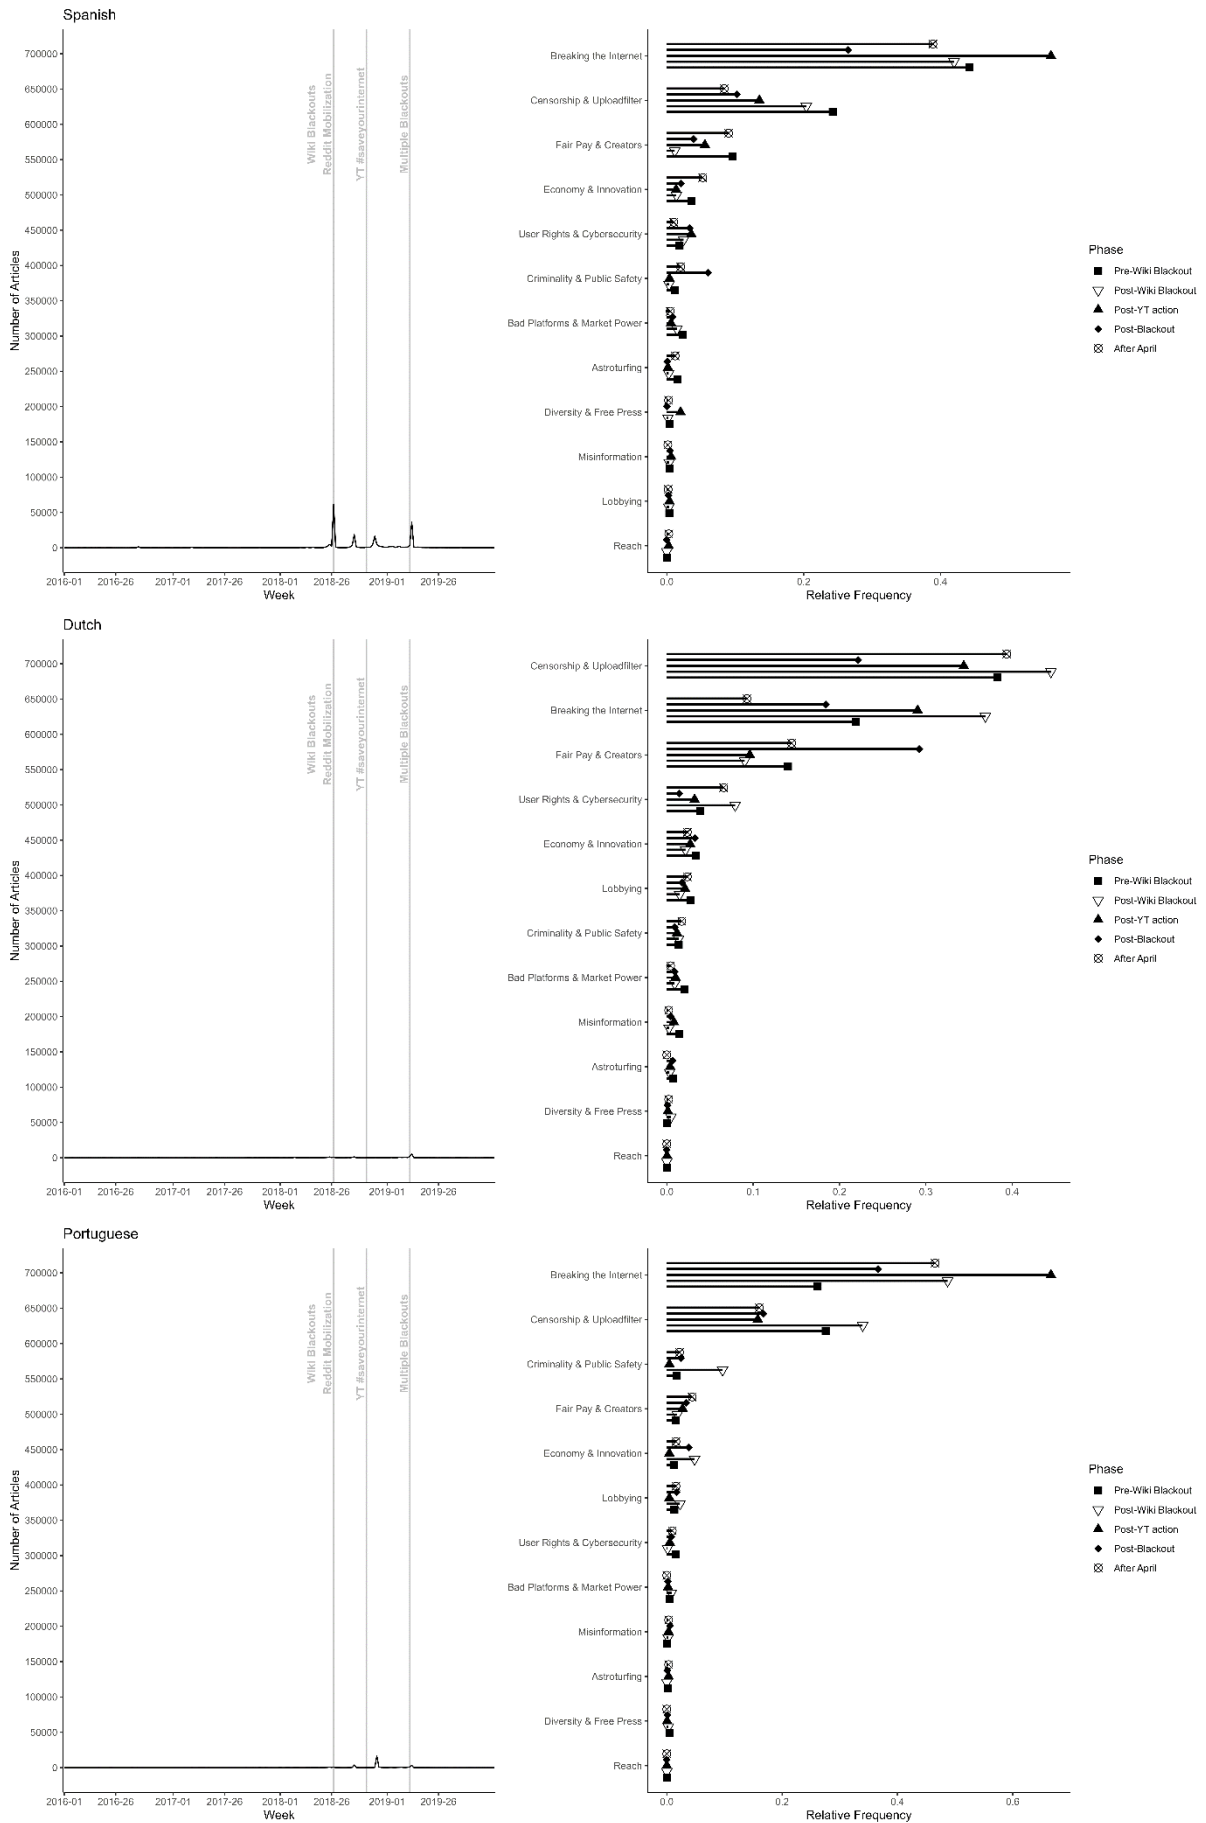 Spanish
Number of Articles
700000
650000
600000
550000
500000
450000
400000
350000
300000
250000
200000
150000
100000
50000
0
Wiki Blackouts
Reddit Mobilization
YT #saveyourinternet
Multiple Blackouts
2016-01 2016-26 2017-01 2017-26 2018-01 2018-26 2019-01 2019-26
Week
Breaking the Internet
Censorship & Uploadfilter
Fair Pay & Creators
Economy & Innovation
User Rights & Cybersecurity
Criminality & Public Safety
Bad Platforms & Market Power
Astroturfing
Diversity & Free Press
Misinformation
Lobbying
Reach
0.0 0.2 0.4
Relative Frequency
Phase
Pre-Wiki Blackout
Post-Wiki Blackout
Post-YT action
Post-Blackout
After April
Dutch
Number of Articles
700000
650000
600000
550000
500000
450000
400000
350000
300000
250000
200000
150000
100000
50000
0
Wiki Blackouts
Reddit Mobilization
YT #saveyourinternet
Multiple Blackouts
2016-01 2016-26 2017-01 2017-26 2018-01 2018-26 2019-01 2019-26
Week
Censorship & Uploadfilter
Breaking the Internet
Fair Pay & Creators
User Rights & Cybersecurity
Economy & Innovation
Lobbying
Criminality & Public Safety
Bad Platforms & Market Power
Misinformation
Astroturfing
Diversity & Free Press
Reach
0.0 0.1 0.2 0.3 0.4
Relative Frequency
Phase
Pre-Wiki Blackout
Post-Wiki Blackout
Post-YT action
Post-Blackout
After April
Portuguese
Number of Articles
700000
650000
600000
550000
500000
450000
400000
350000
300000
250000
200000
150000
100000
50000
0
Wiki Blackouts
Reddit Mobilization
YT #saveyourinternet
Multiple Blackouts
2016-01 2016-26 2017-01 2017-26 2018-01 2018-26 2019-01 2019-26
Week
Breaking the Internet
Censorship & Uploadfilter
Criminality & Public Safety
Fair Pay & Creators
Economy & Innovation
Lobbying
User Rights & Cybersecurity
Bad Platforms & Market Power
Misinformation
Astroturfing
Diversity & Free Press
Reach
0.0 0.2 0.4 0.6
Relative Frequency
Phase
Pre-Wiki Blackout
Post-Wiki Blackout
Post-YT action
Post-Blackout
After April